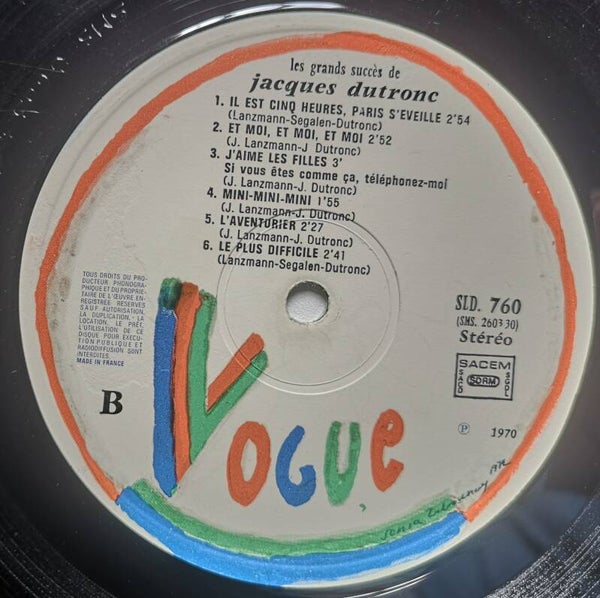 les grands succès de
jacques dutronc
1. IL EST CINQ HEURES, PARIS S'EVEILLE 2'54
(Lanzmann-Segalen-Dutronc)
2. ET MOI, ET MOI, ET MOI 2'52
(J. Lanzmann-J Dutronc)
3. J'AIME LES FILLES 3'
Si vous êtes comme ça, téléphonez-moi
(J. Lanzmann-J. Dutronc)
4. MINI-MINI-MINI 1'55
(J. Lanzmann-J. Dutronc)
5. L'AVENTURIER 2'27
(J. Lanzmann-J. Dutronc)
6. LE PLUS DIFFICILE 2'41
(Lanzmann-Segalen-Dutronc)
TOUS DROITS DU PRO-
DUCTEUR PHONOGRA-
PHIQUE ET DU PROPRIE-
TAIRE DE L'ŒUVRE EN-
REGISTREE RESERVES
SAUF AUTORISATION,
LA DUPLICATION, LA
LOCATION, LE PRÊT,
L'UTILISATION DE CE
DISQUE POUR EXECU-
TION PUBLIQUE ET
RADIODIFFUSION SONT
INTERDITES.
MADE IN FRANCE
SLD. 760
(SMS. 2603 30)
Stéréo
SACEM
SACD SDRM SGDL
B
℗ 1970
VOGUE